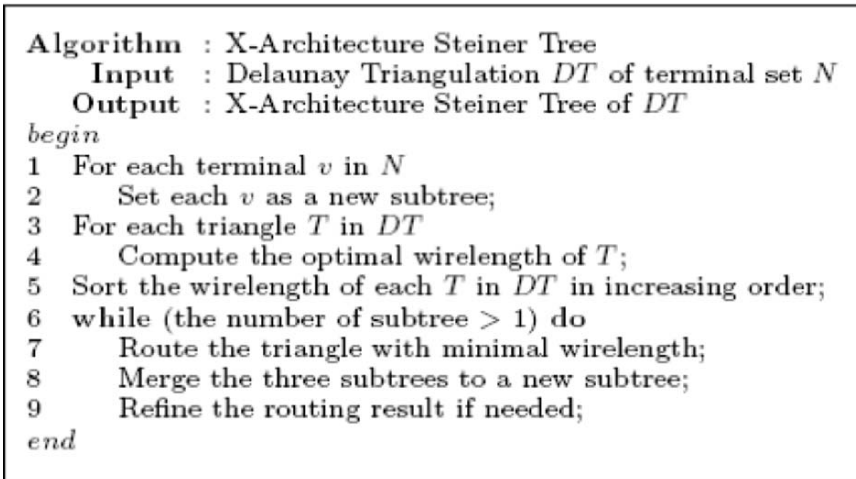 Algorithm : X-Architecture Steiner Tree
Input : Delaunay Triangulation DT of terminal set N
Output : X-Architecture Steiner Tree of DT
begin
1 For each terminal v in N
2 Set each v as a new subtree;
3 For each triangle T in DT
4 Compute the optimal wirelength of T;
5 Sort the wirelength of each T in DT in increasing order;
6 while (the number of subtree > 1) do
7 Route the triangle with minimal wirelength;
8 Merge the three subtrees to a new subtree;
9 Refine the routing result if needed;
end